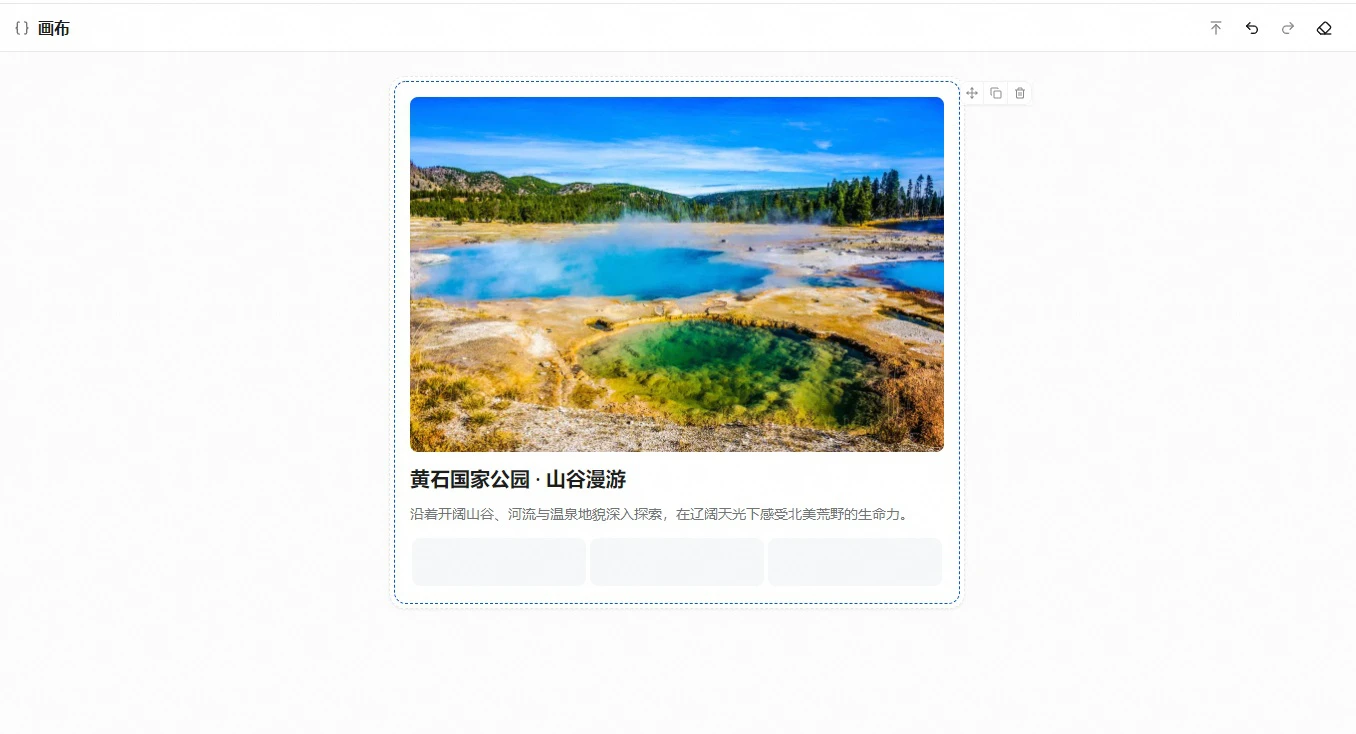 {} 画布
黄石国家公园 · 山谷漫游
沿着开阔山谷、河流与温泉地貌深入探索，在辽阔天光下感受北美荒野的生命力。